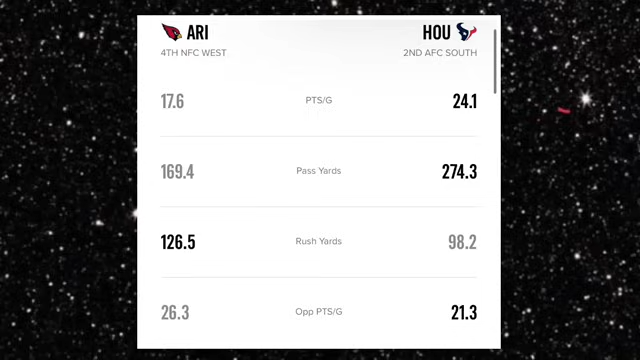 ARI HOU
4TH NFC WEST 2ND AFC SOUTH
17.6 PTS/G 24.1
169.4 Pass Yards 274.3
126.5 Rush Yards 98.2
26.3 Opp PTS/G 21.3